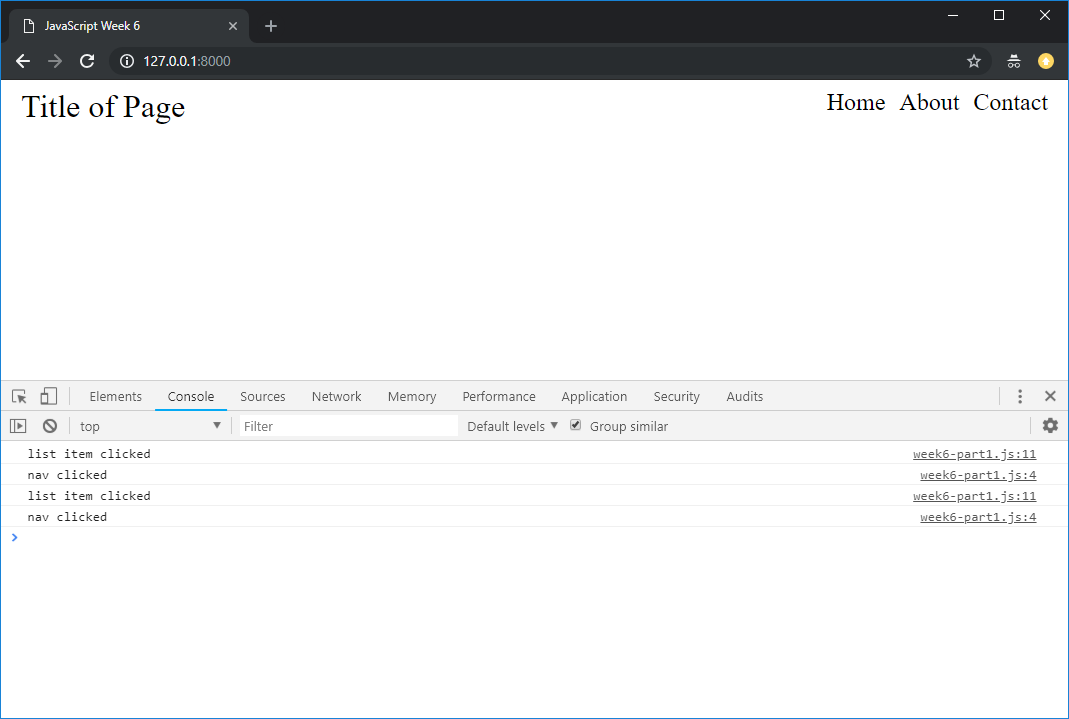 JavaScript Week 6
127.0.0.1:8000
Title of Page Home About Contact
Elements Console Sources Network Memory Performance Application Security Audits
top Filter Default levels Group similar
list item clicked week6-part1.js:11
nav clicked week6-part1.js:4
list item clicked week6-part1.js:11
nav clicked week6-part1.js:4